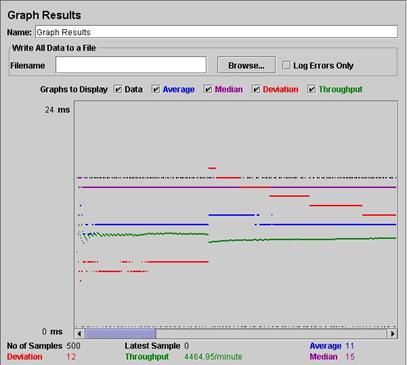 Graph Results
Name: Graph Results
Write All Data to a File
Filename Browse... Log Errors Only
Graphs to Display Data Average Median Deviation Throughput
24 ms
0 ms
No of Samples 500 Latest Sample 0 Average 11
Deviation 12 Throughput 4464.95/minute Median 15